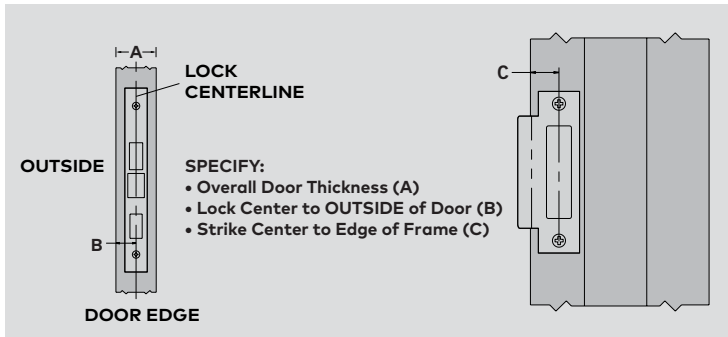 A
LOCK
CENTERLINE
C
OUTSIDE
SPECIFY:
• Overall Door Thickness (A)
• Lock Center to OUTSIDE of Door (B)
• Strike Center to Edge of Frame (C)
B
DOOR EDGE